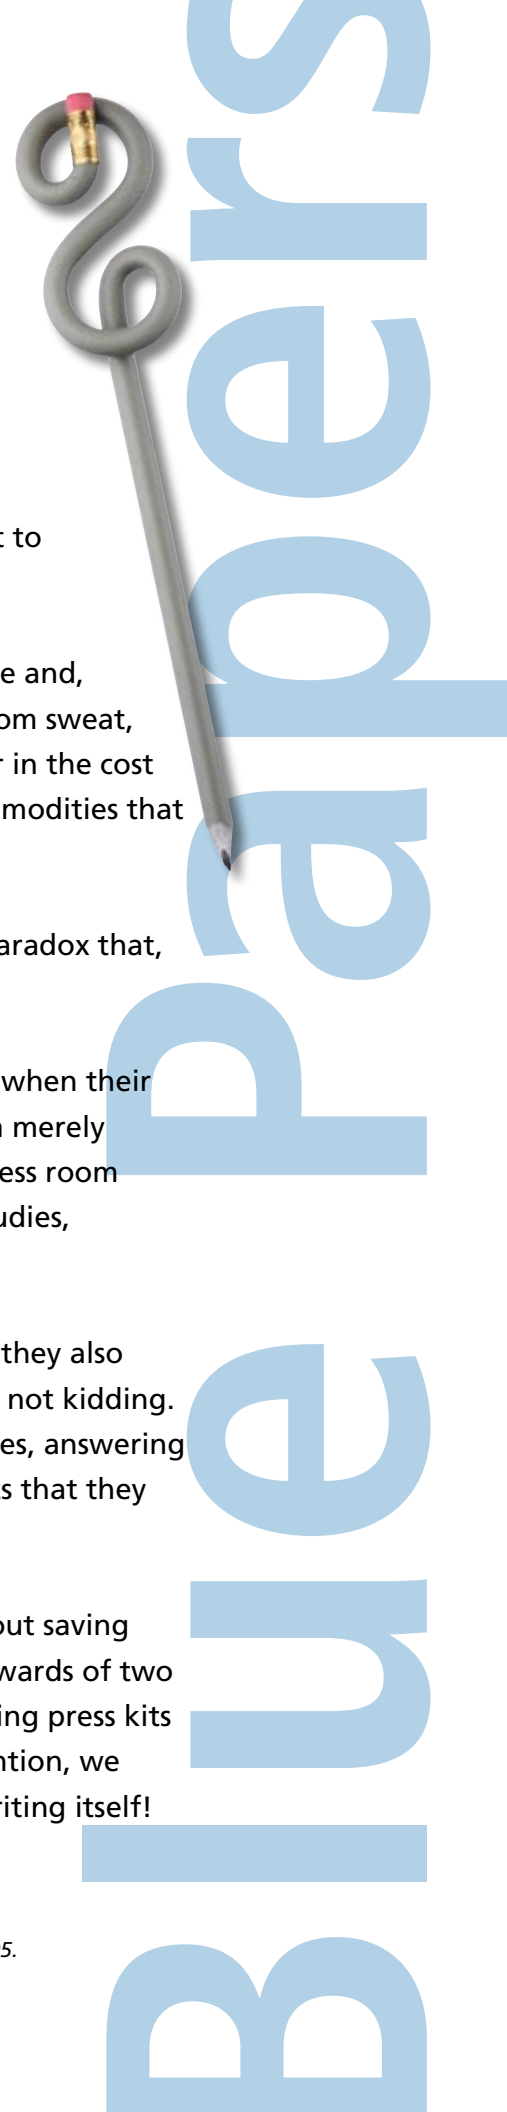 t to
e and,
om sweat,
r in the cost
modities that
aradox that,
when their
merely
ess room
udies,
they also
not kidding.
es, answering
s that they
out saving
wards of two
ing press kits
ntion, we
riting itself!
5.
Blue Papers